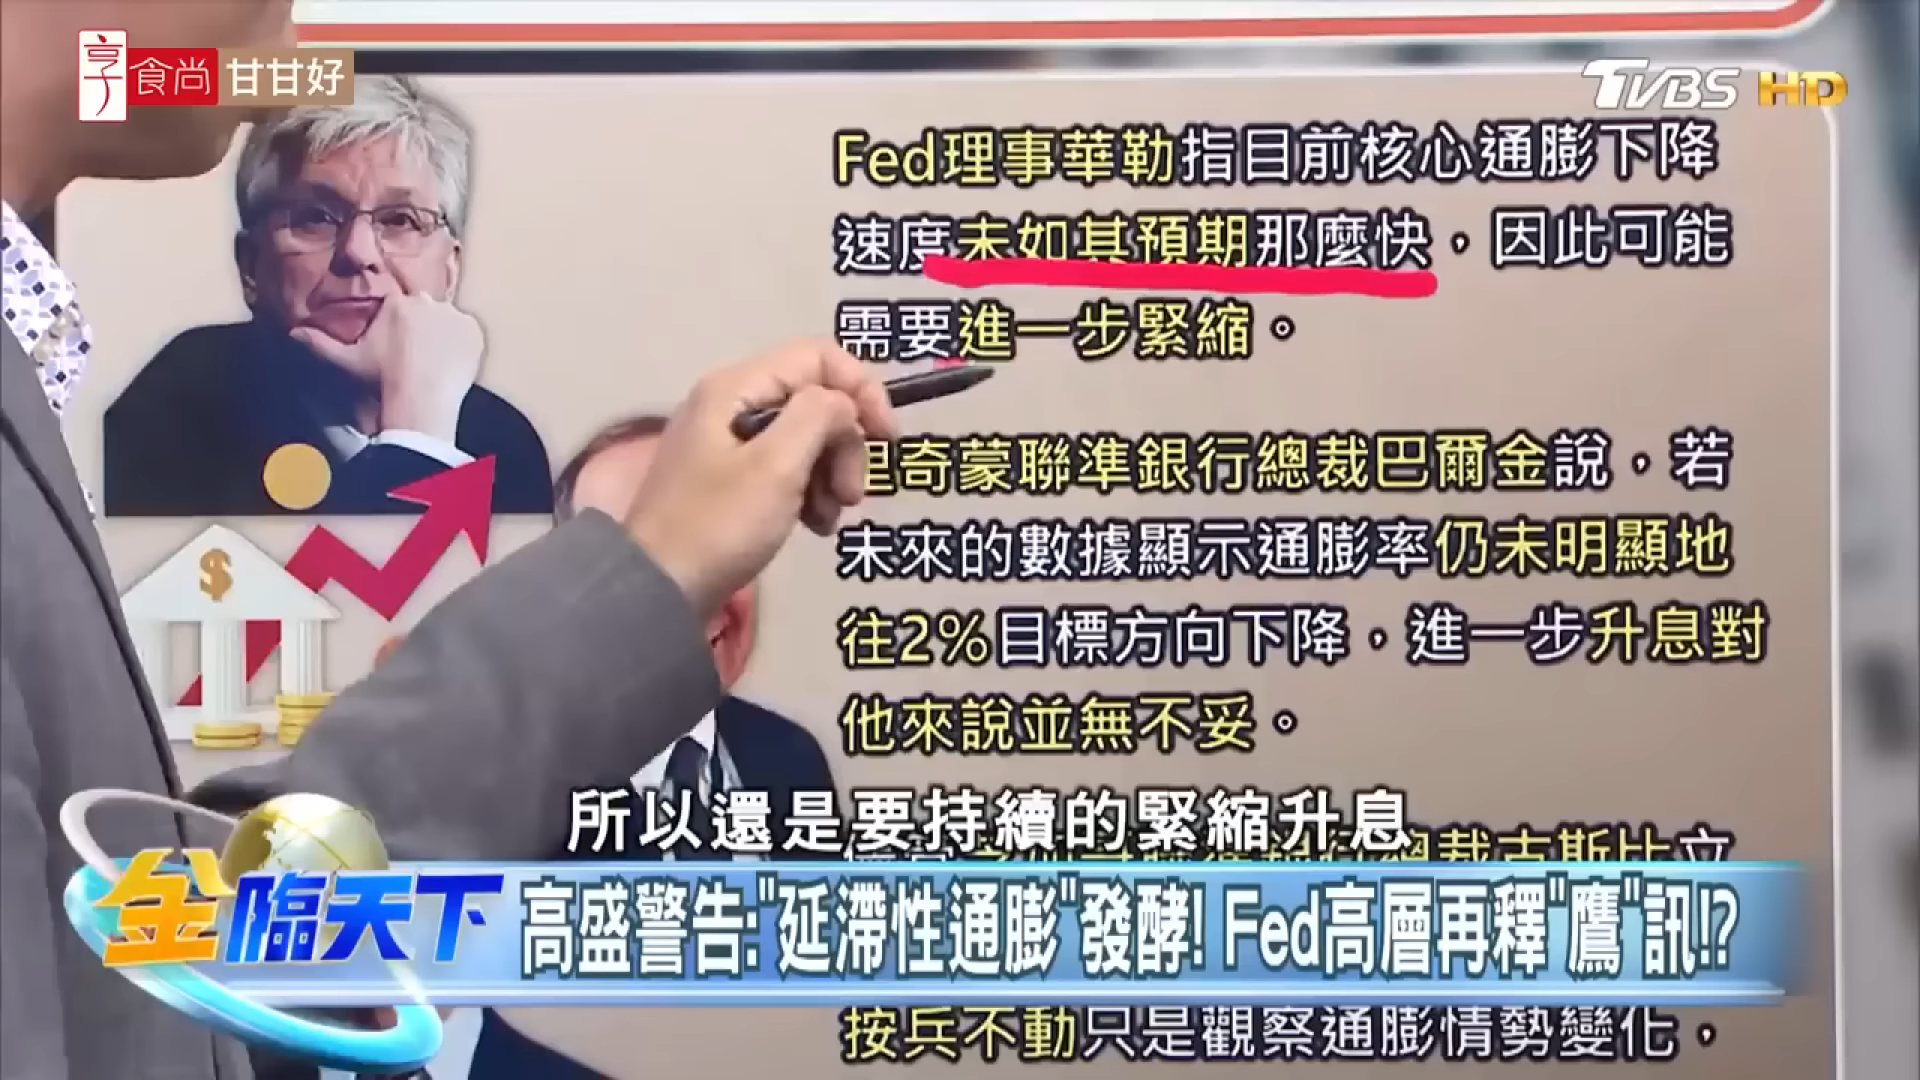 享
食尚 甘甘好
TVBS HD
Fed理事華勒指目前核心通膨下降
速度未如其預期那麼快，因此可能
需要進一步緊縮。
里奇蒙聯準銀行總裁巴爾金說，若
未來的數據顯示通膨率仍未明顯地
往2%目標方向下降，進一步升息對
他來說並無不妥。
所以還是要持續的緊縮升息
總裁古斯比立
金臨天下
高盛警告:"延滯性通膨"發酵! Fed高層再釋"鷹"訊!?
按兵不動只是觀察通膨情勢變化，